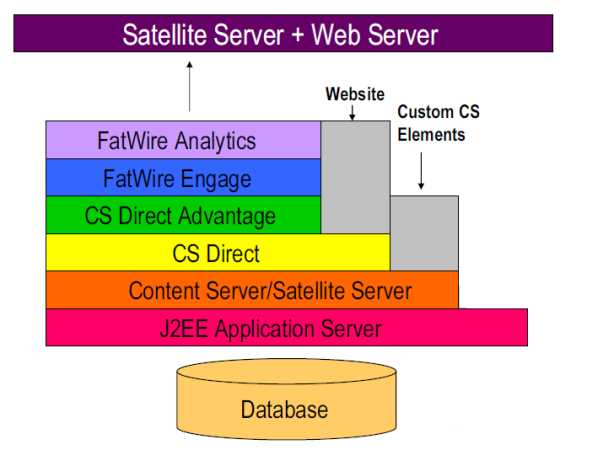 Satellite Server + Web Server
Website
Custom CS
Elements
FatWire Analytics
FatWire Engage
CS Direct Advantage
CS Direct
Content Server/Satellite Server
J2EE Application Server
Database